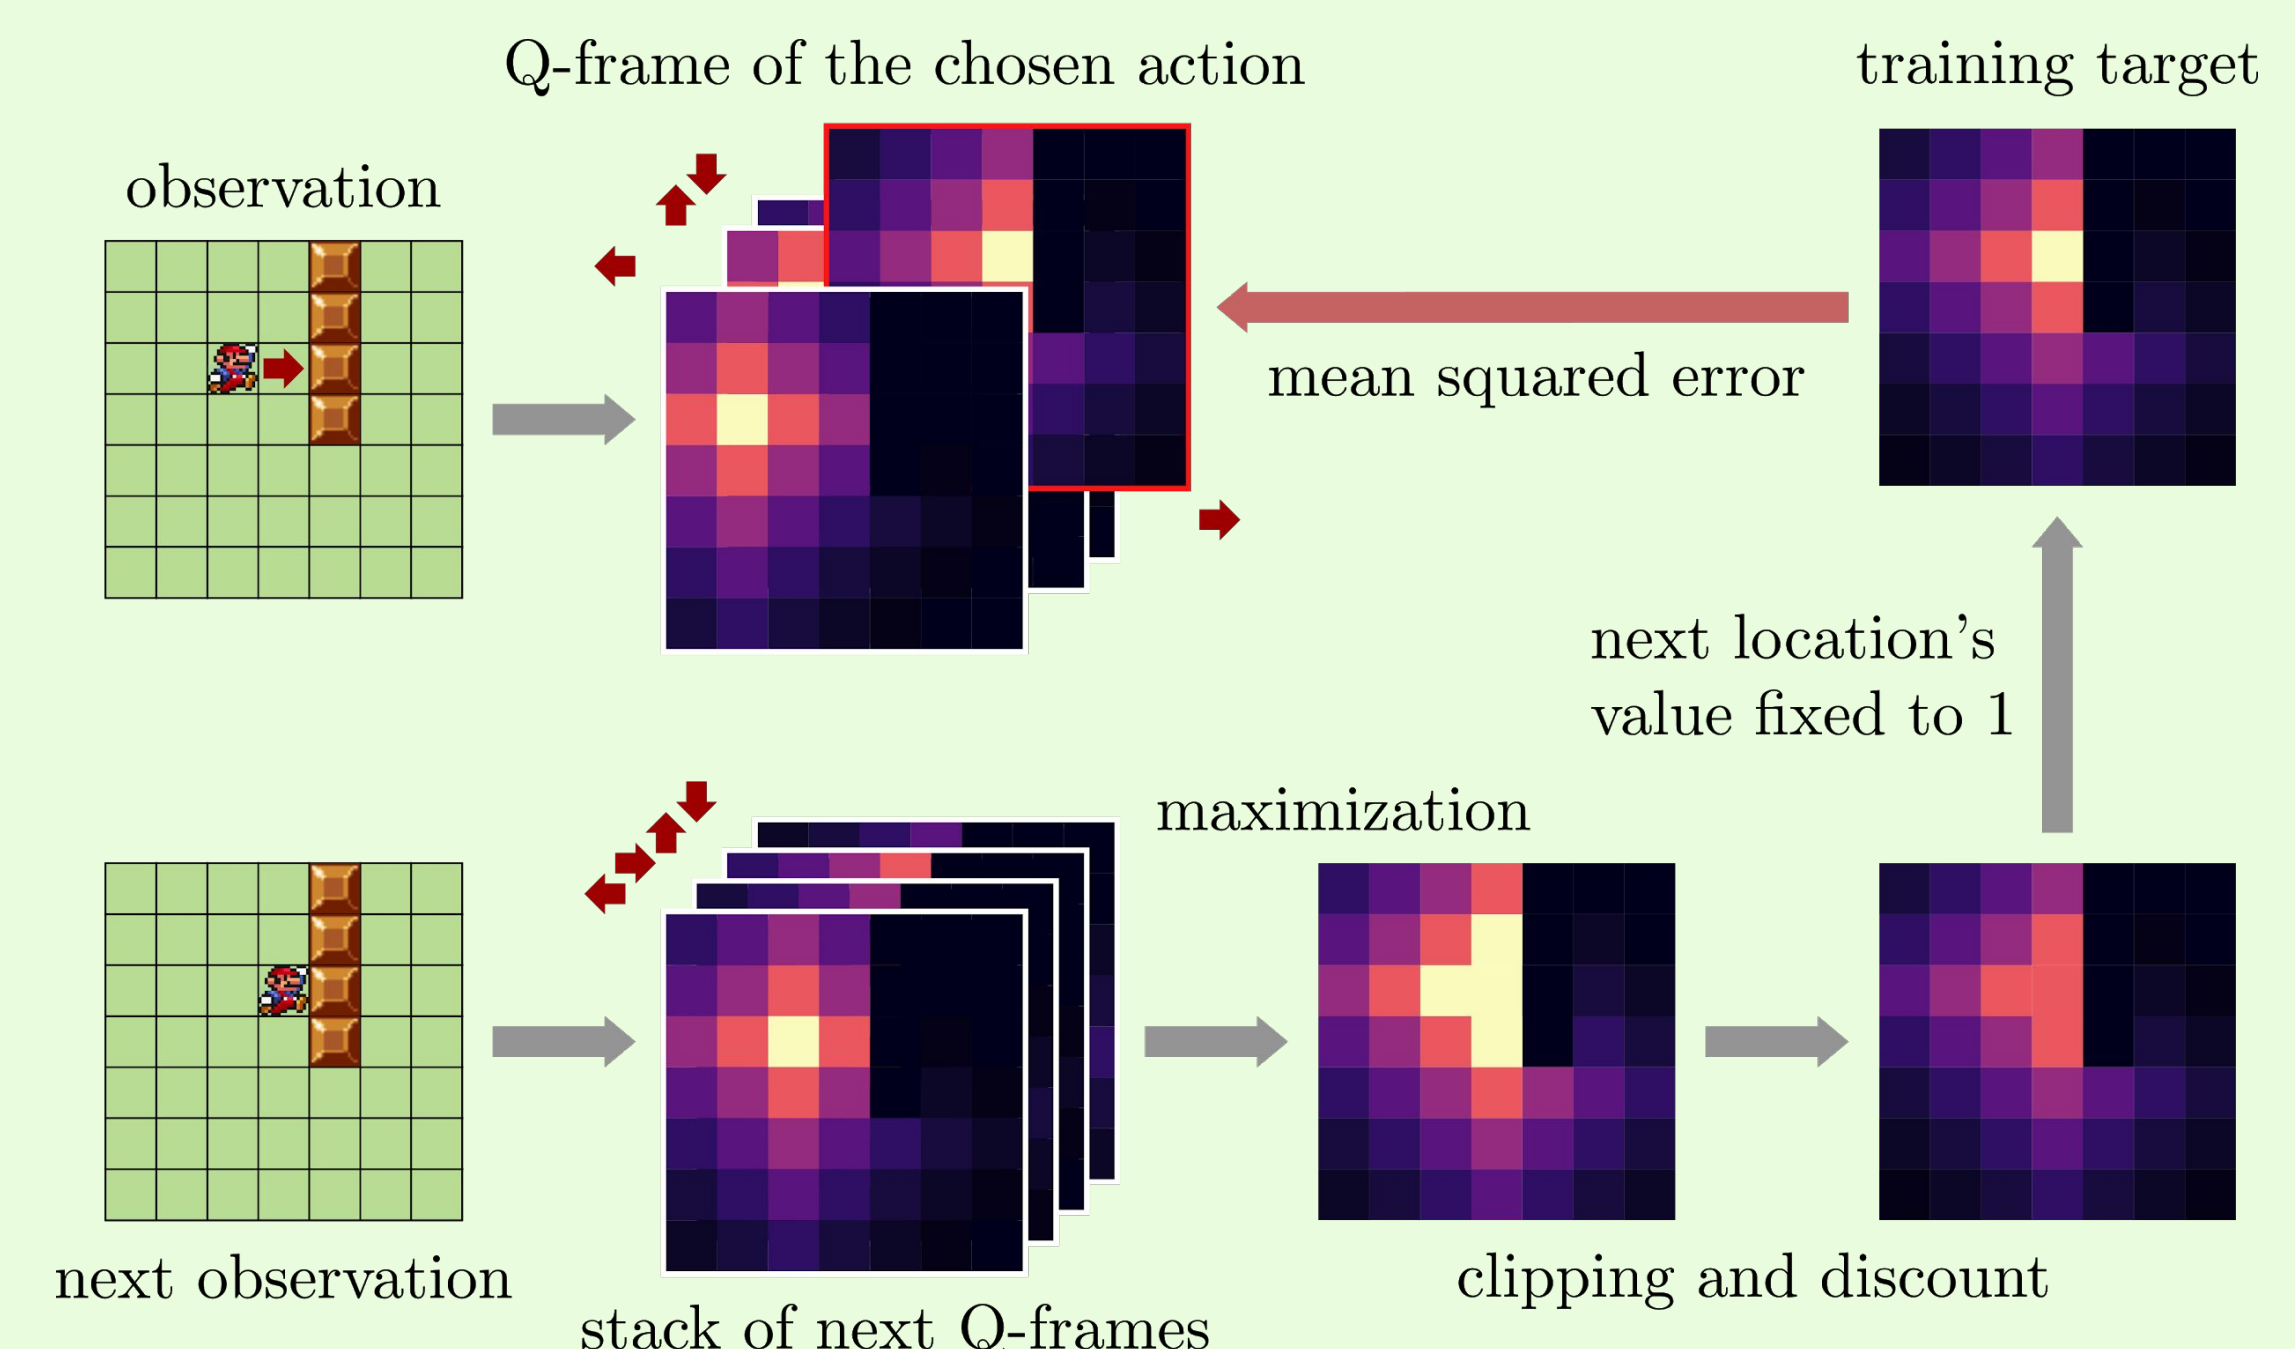 Q-frame of the chosen action
training target
observation
mean squared error
next location's
value fixed to 1
maximization
next observation
clipping and discount
stack of next Q-frames